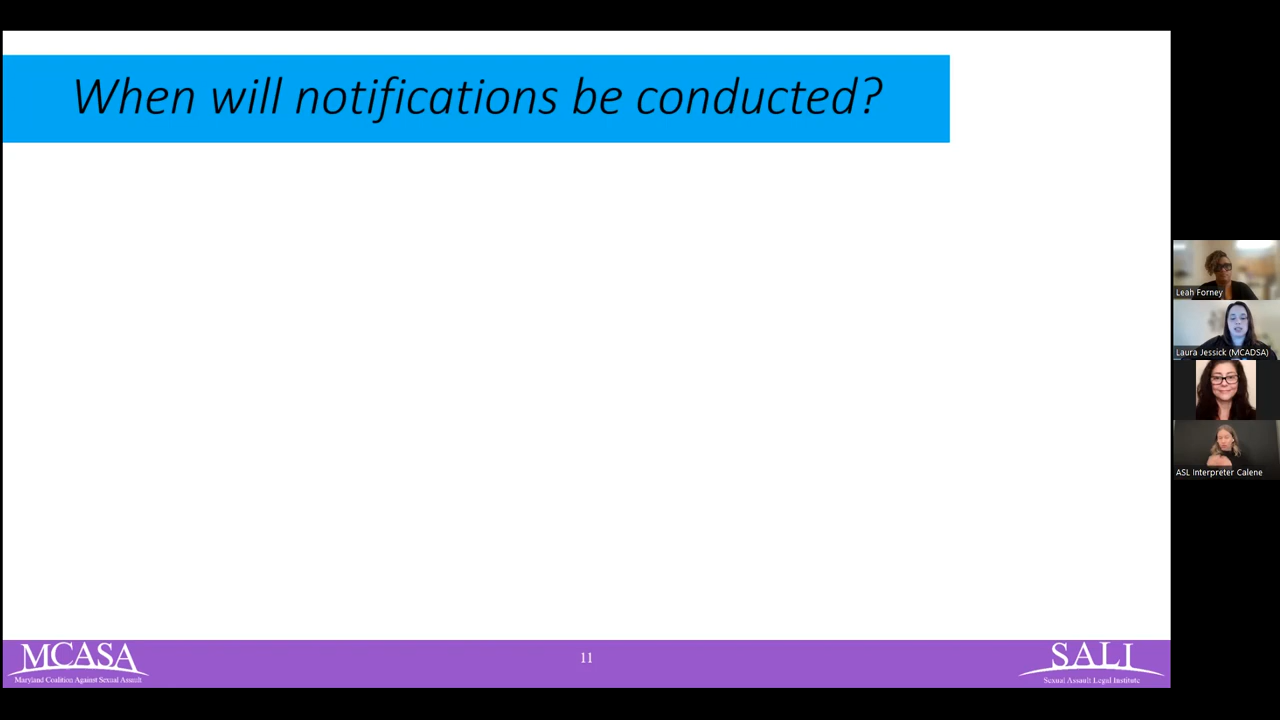 When will notifications be conducted?
Leah Forney
Laura Jessick (MCADSA)
ASL Interpreter Calene
MCASA
Maryland Coalition Against Sexual Assault
11
SALI
Sexual Assault Legal Institute